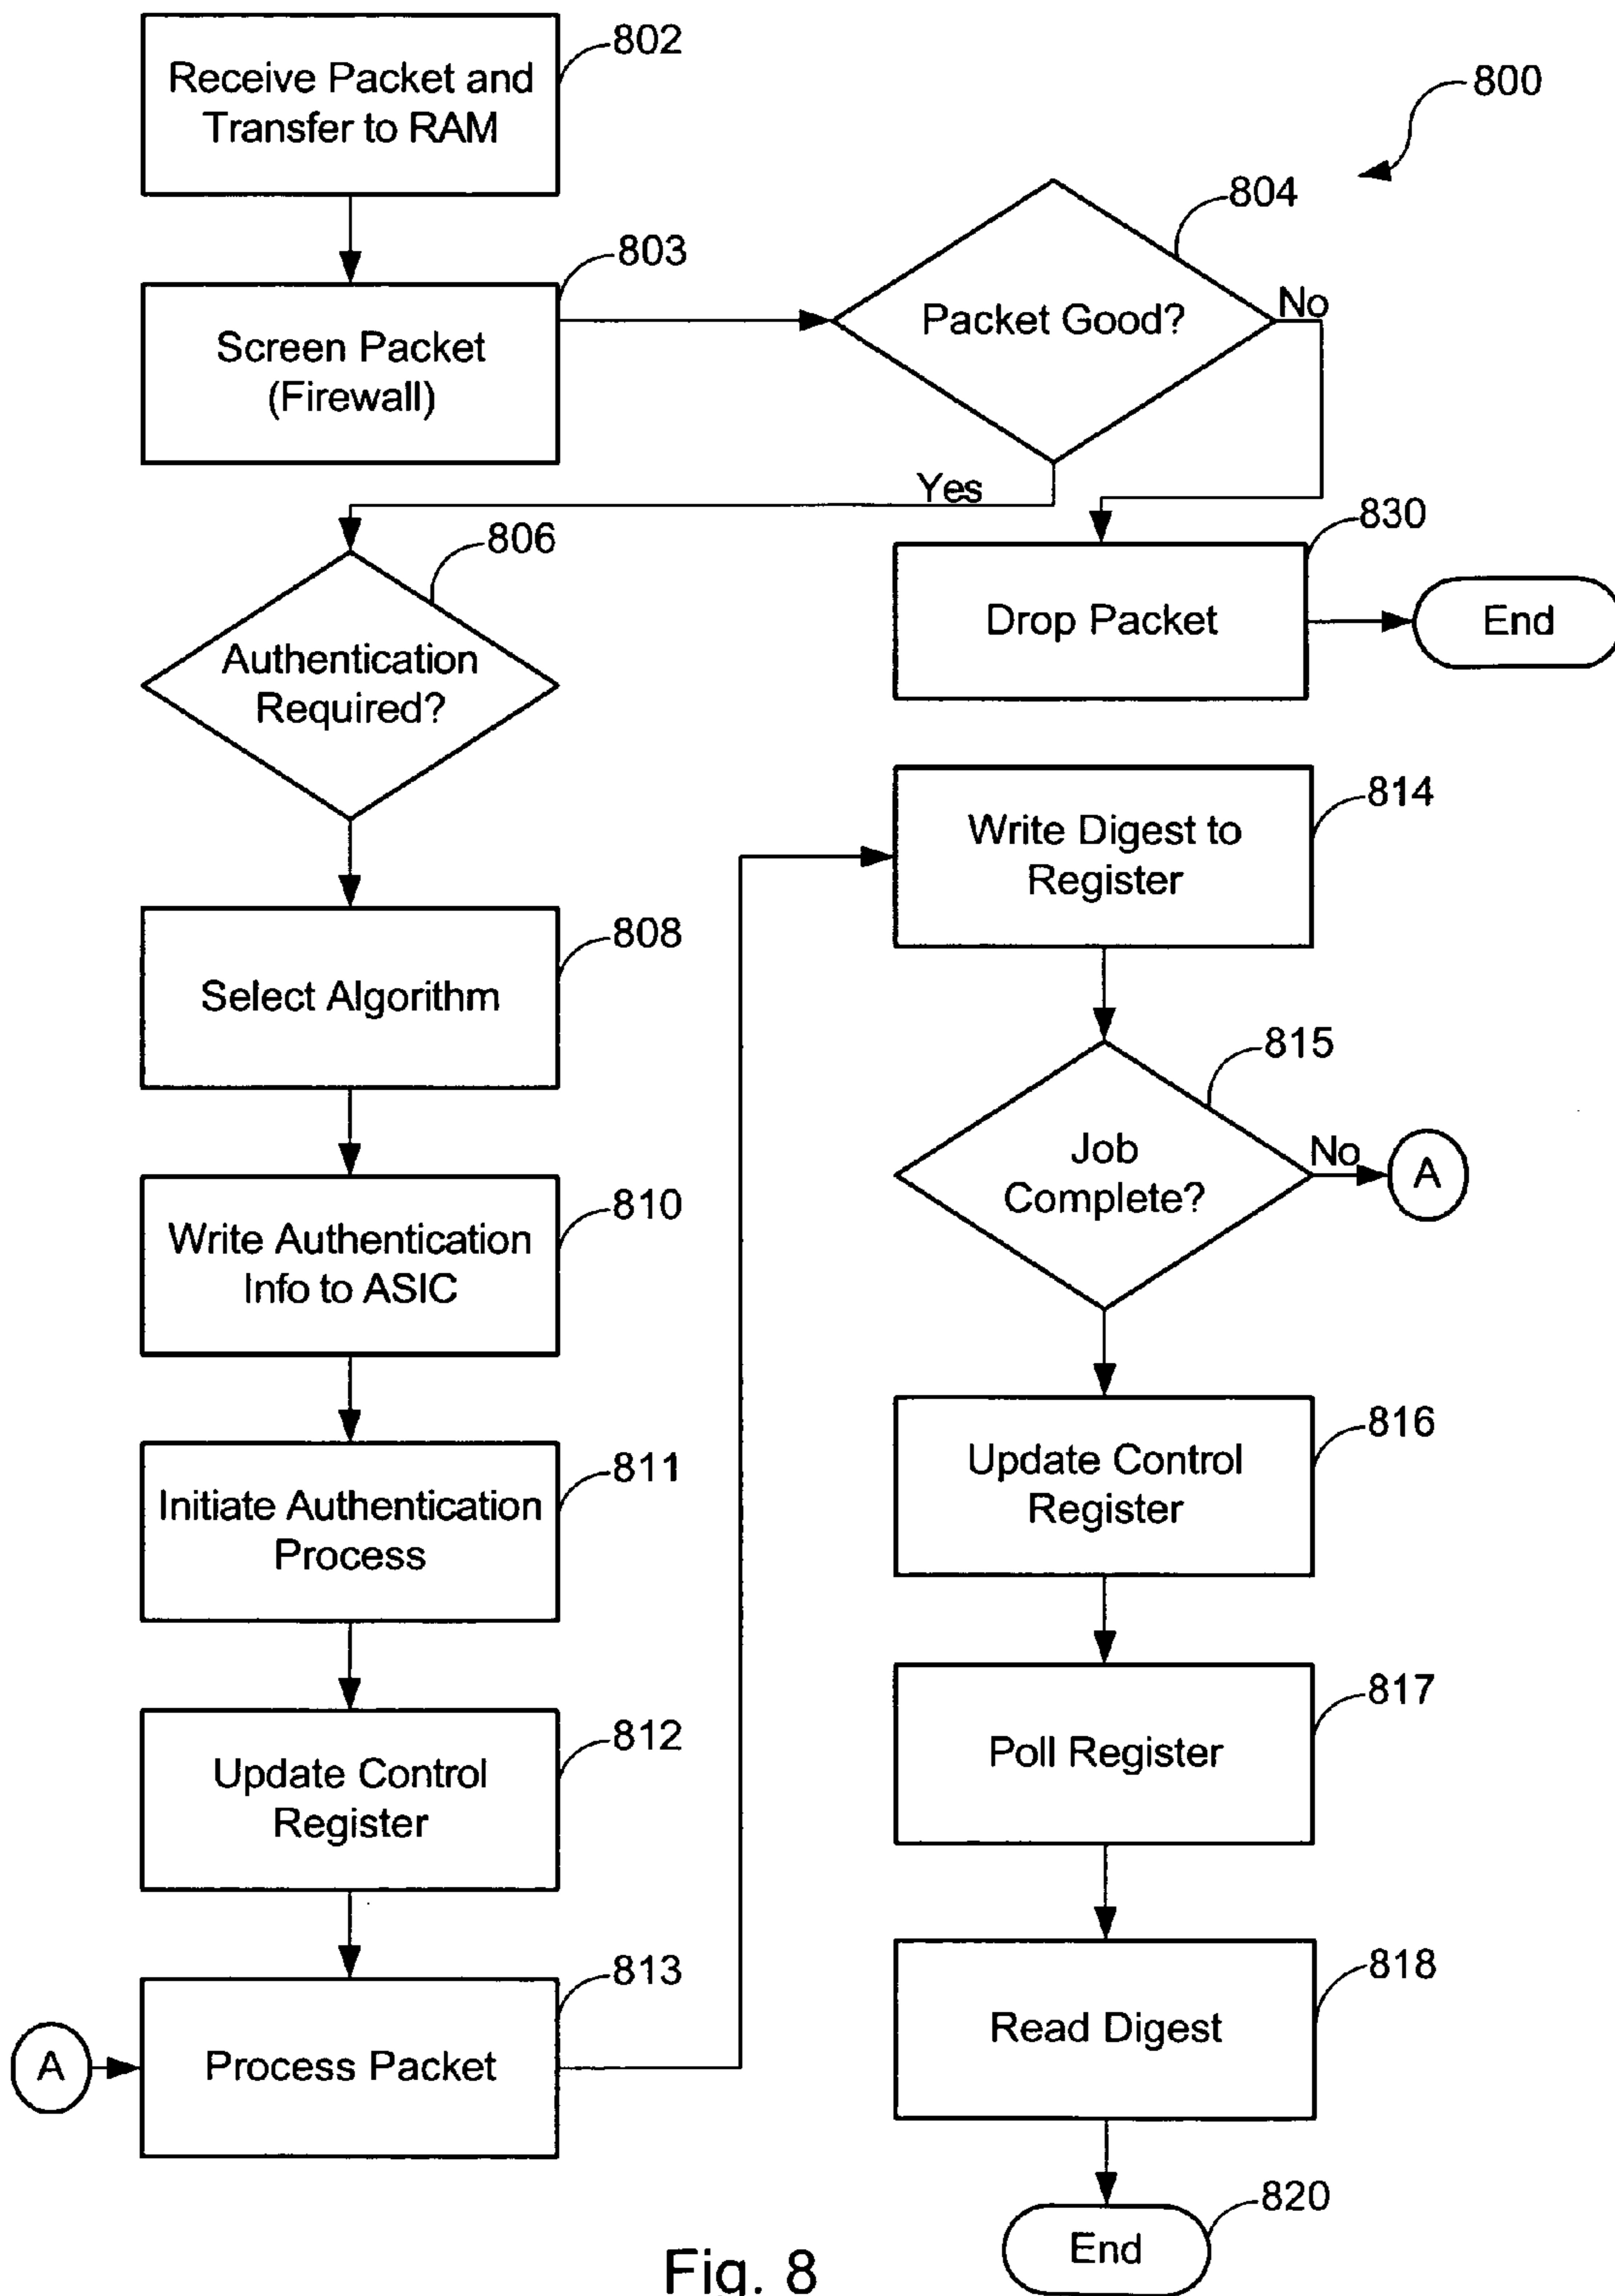 802
Receive Packet and
Transfer to RAM
800
803
Screen Packet
(Firewall)
804
Packet Good?
No
Yes
806
Authentication
Required?
830
Drop Packet
End
808
Select Algorithm
810
Write Authentication
Info to ASIC
811
Initiate Authentication
Process
812
Update Control
Register
813
A
Process Packet
814
Write Digest to
Register
815
Job
Complete?
No
A
816
Update Control
Register
817
Poll Register
818
Read Digest
820
End
Fig. 8